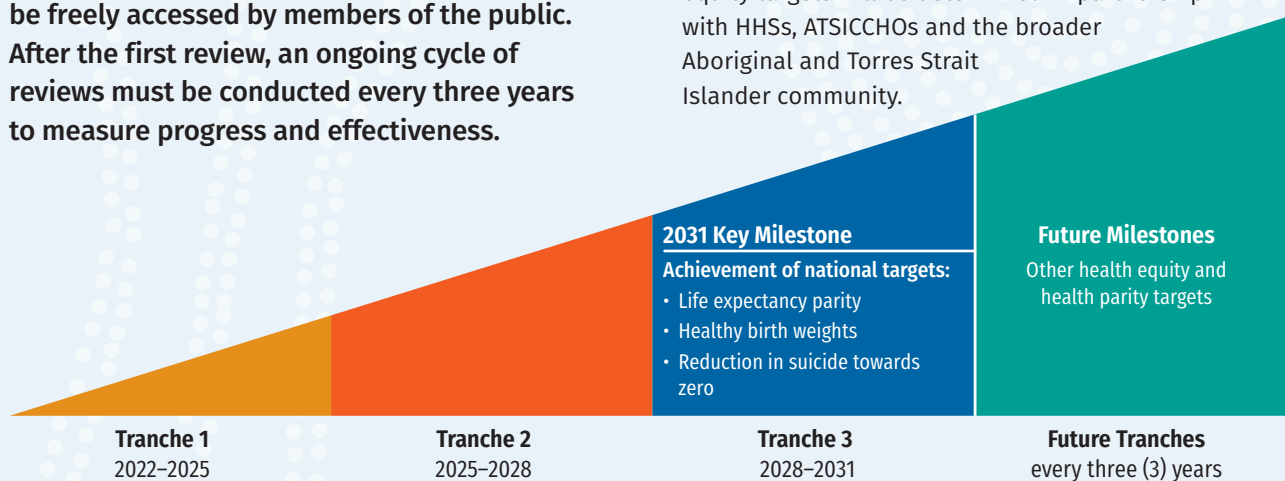 be freely accessed by members of the public.
After the first review, an ongoing cycle of
reviews must be conducted every three years
to measure progress and effectiveness.
with HHSs, ATSICCHOs and the broader
Aboriginal and Torres Strait
Islander community.
2031 Key Milestone
Achievement of national targets:
• Life expectancy parity
• Healthy birth weights
• Reduction in suicide towards
zero
Future Milestones
Other health equity and
health parity targets
Tranche 1
2022–2025
Tranche 2
2025–2028
Tranche 3
2028–2031
Future Tranches
every three (3) years